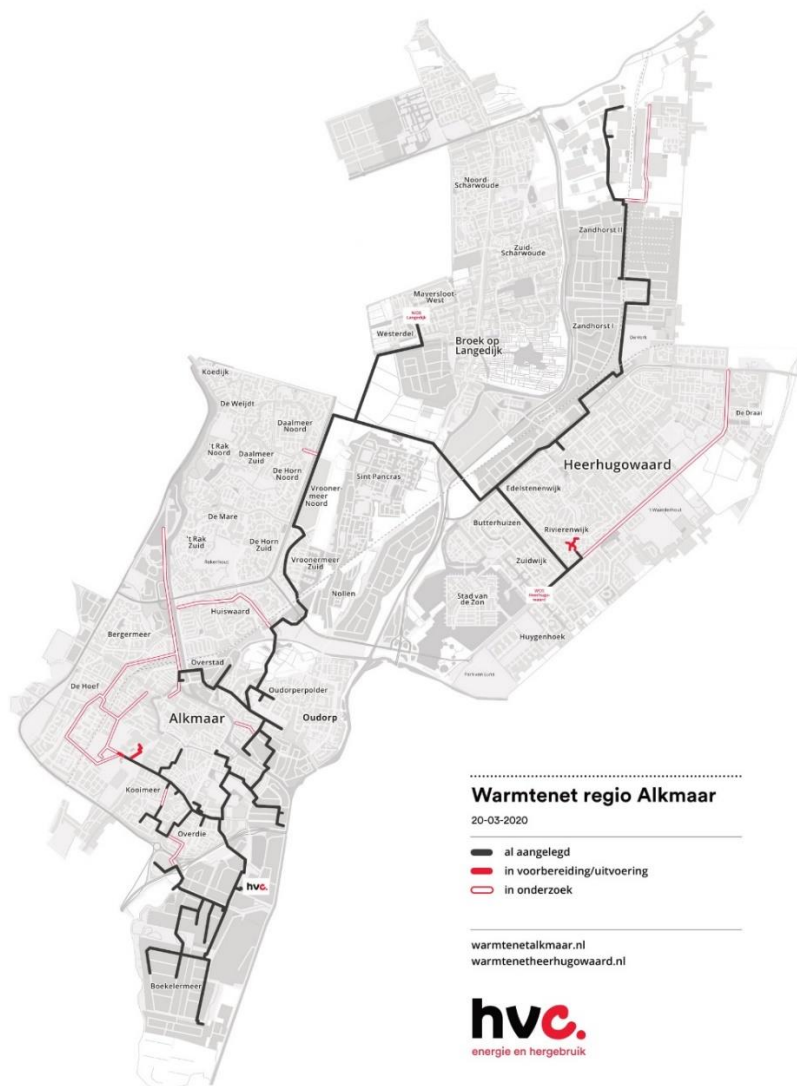 Noord-
Scharwoude
Zuid-
Scharwoude
Zandhorst II
Mayersloot
West
Westerdel
Broek op
Langedijk
Zandhorst I
De Draai
Koedijk
De Weijdt
Daalmeer
Noord
't Rak
Noord
Daalmeer
Zuid
De Horn
Noord
Vrooner-
meer
Noord
Sint Pancras
Heerhugowaard
Edelstenenwijk
De Mare
Butterhuizen
Rivierenwijk
't Rak
Zuid
De Horn
Zuid
Vroonermeer
Zuid
Zuidwijk
Nollen
Stad van
de Zon
Huiswaard
Huygenhoek
Bergermeer
Overstad
De Hoef
Oudorperpolder
Alkmaar
Oudorp
Kooimeer
Overdie
hvc.
Boekelermeer
Warmtenet regio Alkmaar
20-03-2020
al aangelegd
in voorbereiding/uitvoering
in onderzoek
warmtenetalkmaar.nl
warmtenetheerhugowaard.nl
hvc.
energie en hergebruik